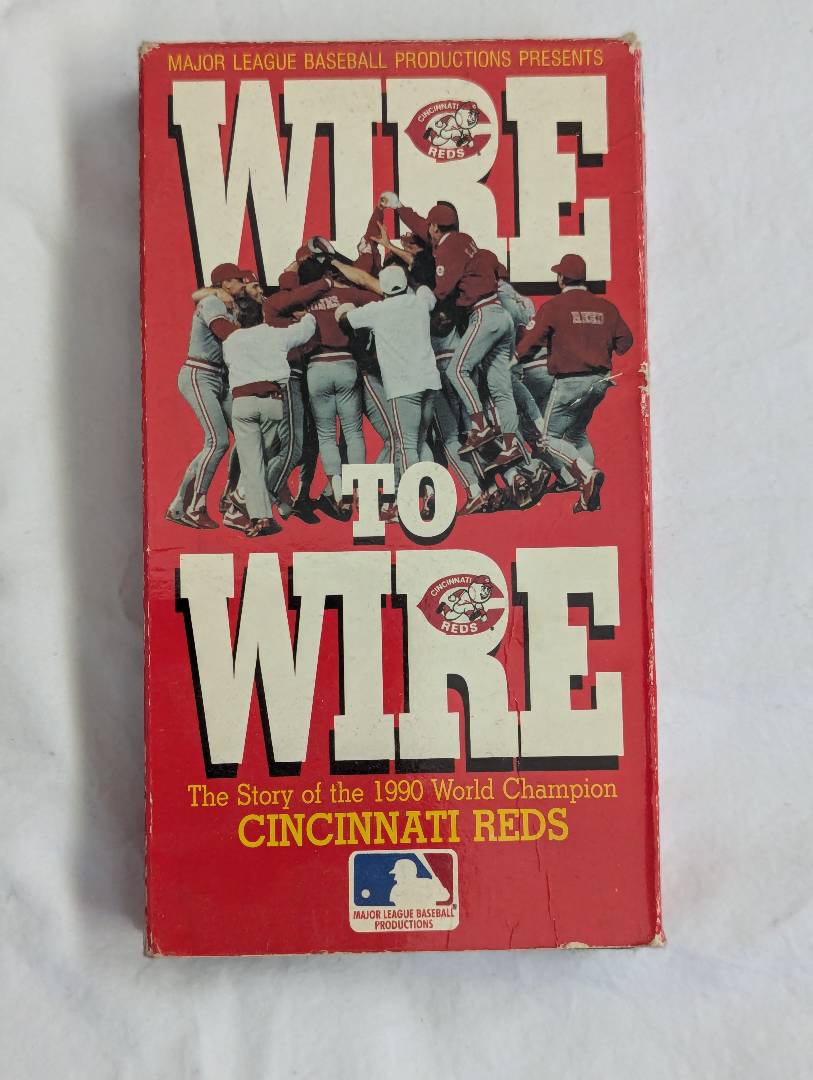 MAJOR LEAGUE BASEBALL PRODUCTIONS PRESENTS
WIRE
CINCINNATI
REDS
REED
TO
WIRE
CINCINNATI
REDS
The Story of the 1990 World Champion
CINCINNATI REDS
MAJOR LEAGUE BASEBALL
PRODUCTIONS